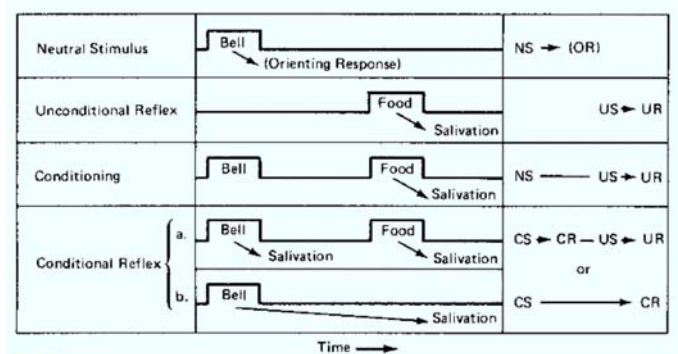 Neutral Stimulus
Bell
(Orienting Response)
NS → (OR)
Unconditional Reflex
Food
Salivation
US → UR
Conditioning
Bell
Food
Salivation
NS —— US → UR
Conditional Reflex
a.
Bell
Salivation
Food
Salivation
CS → CR — US → UR
or
b.
Bell
Salivation
CS ——→ CR
Time →